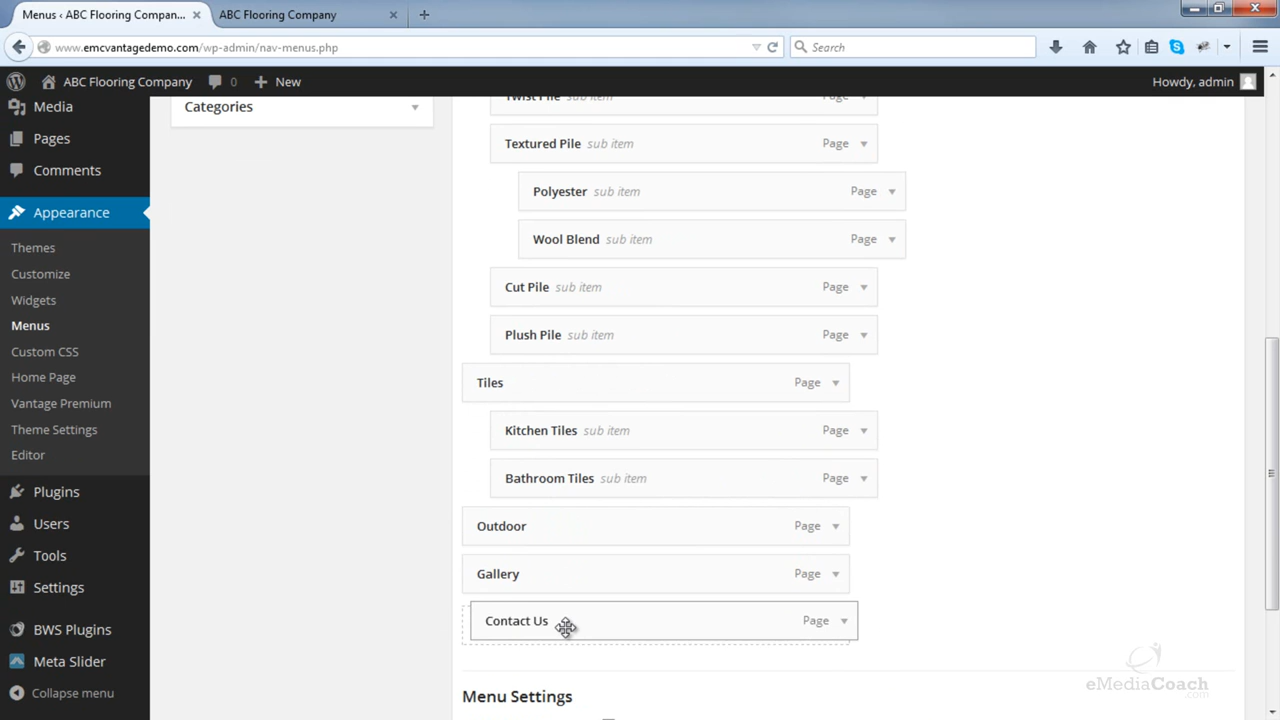 Menus ‹ ABC Flooring Compan...
ABC Flooring Company
www.emcvantagedemo.com/wp-admin/nav-menus.php
Search
ABC Flooring Company
0
New
Howdy, admin
Media
Pages
Comments
Appearance
Themes
Customize
Widgets
Menus
Custom CSS
Home Page
Vantage Premium
Theme Settings
Editor
Plugins
Users
Tools
Settings
BWS Plugins
Meta Slider
Collapse menu
Categories
Twist Pile sub item Page
Textured Pile sub item Page
Polyester sub item Page
Wool Blend sub item Page
Cut Pile sub item Page
Plush Pile sub item Page
Tiles Page
Kitchen Tiles sub item Page
Bathroom Tiles sub item Page
Outdoor Page
Gallery Page
Contact Us Page
Menu Settings
eMediaCoach